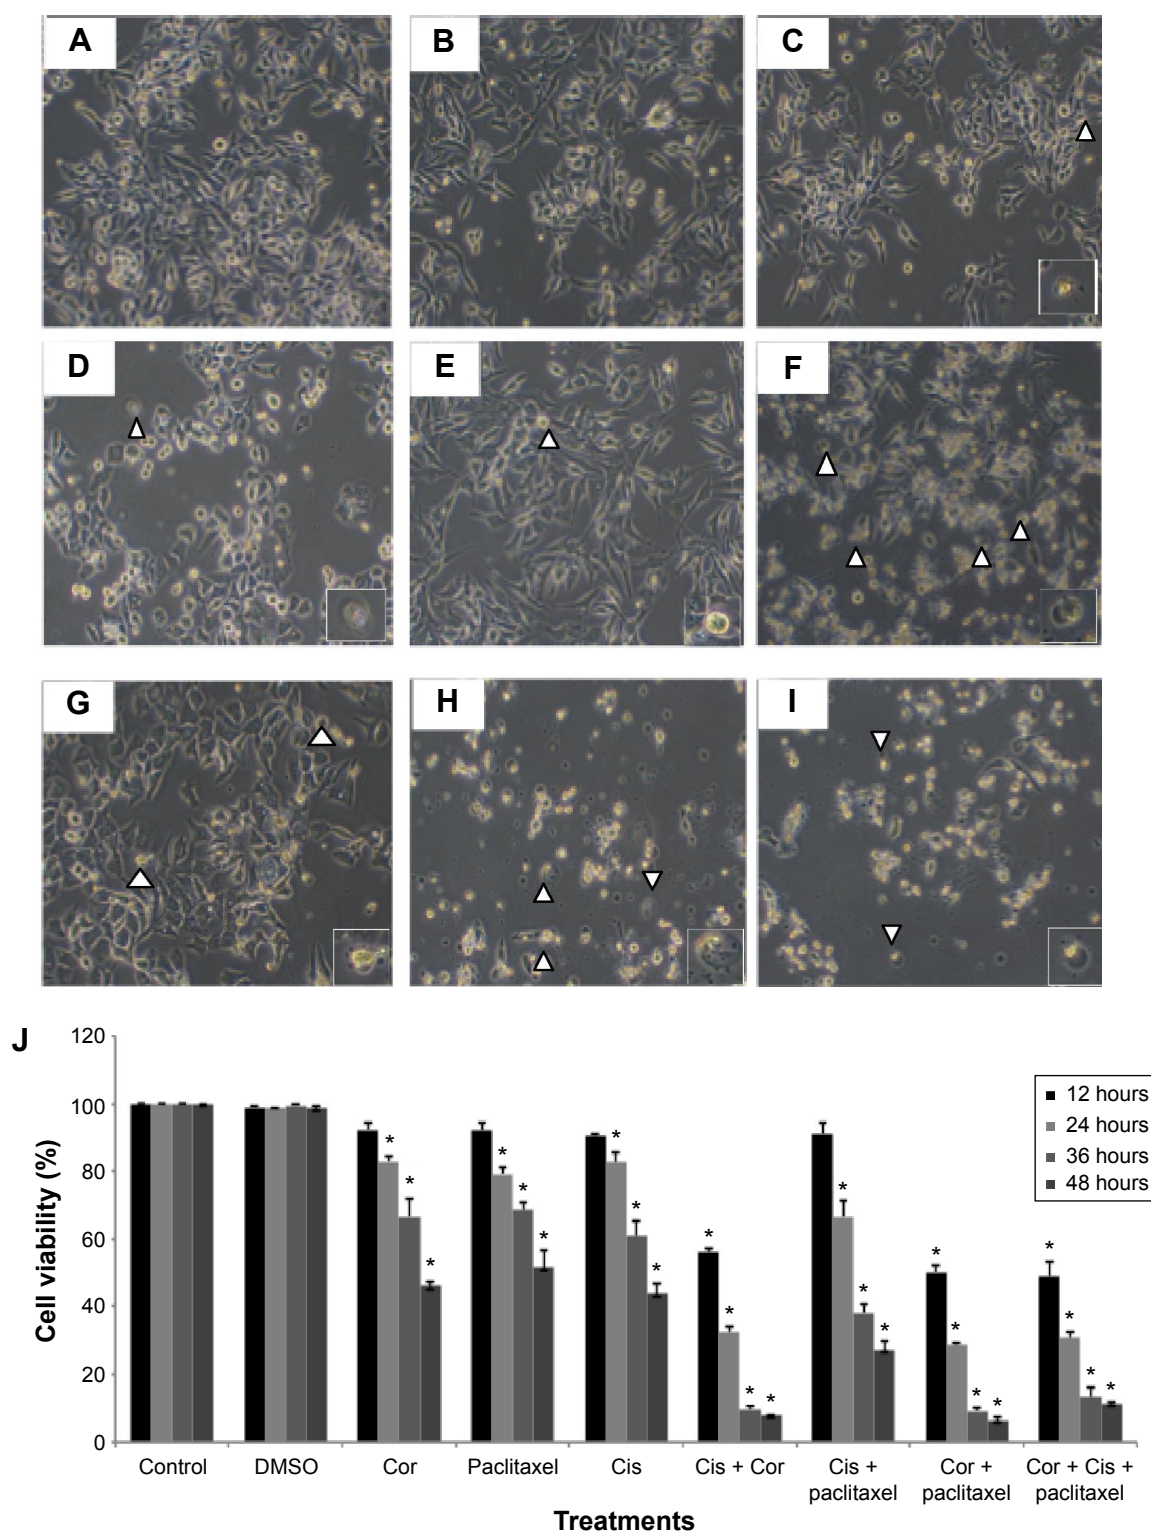 A
B
C
D
E
F
G
H
I
J
120
100
80
60
40
20
0
Cell viability (%)
12 hours
24 hours
36 hours
48 hours
* * *
* * *
* * *
* * * *
* * *
* * * *
* * * *
Control
DMSO
Cor
Paclitaxel
Cis
Cis + Cor
Cis +
paclitaxel
Cor +
paclitaxel
Cor + Cis +
paclitaxel
Treatments